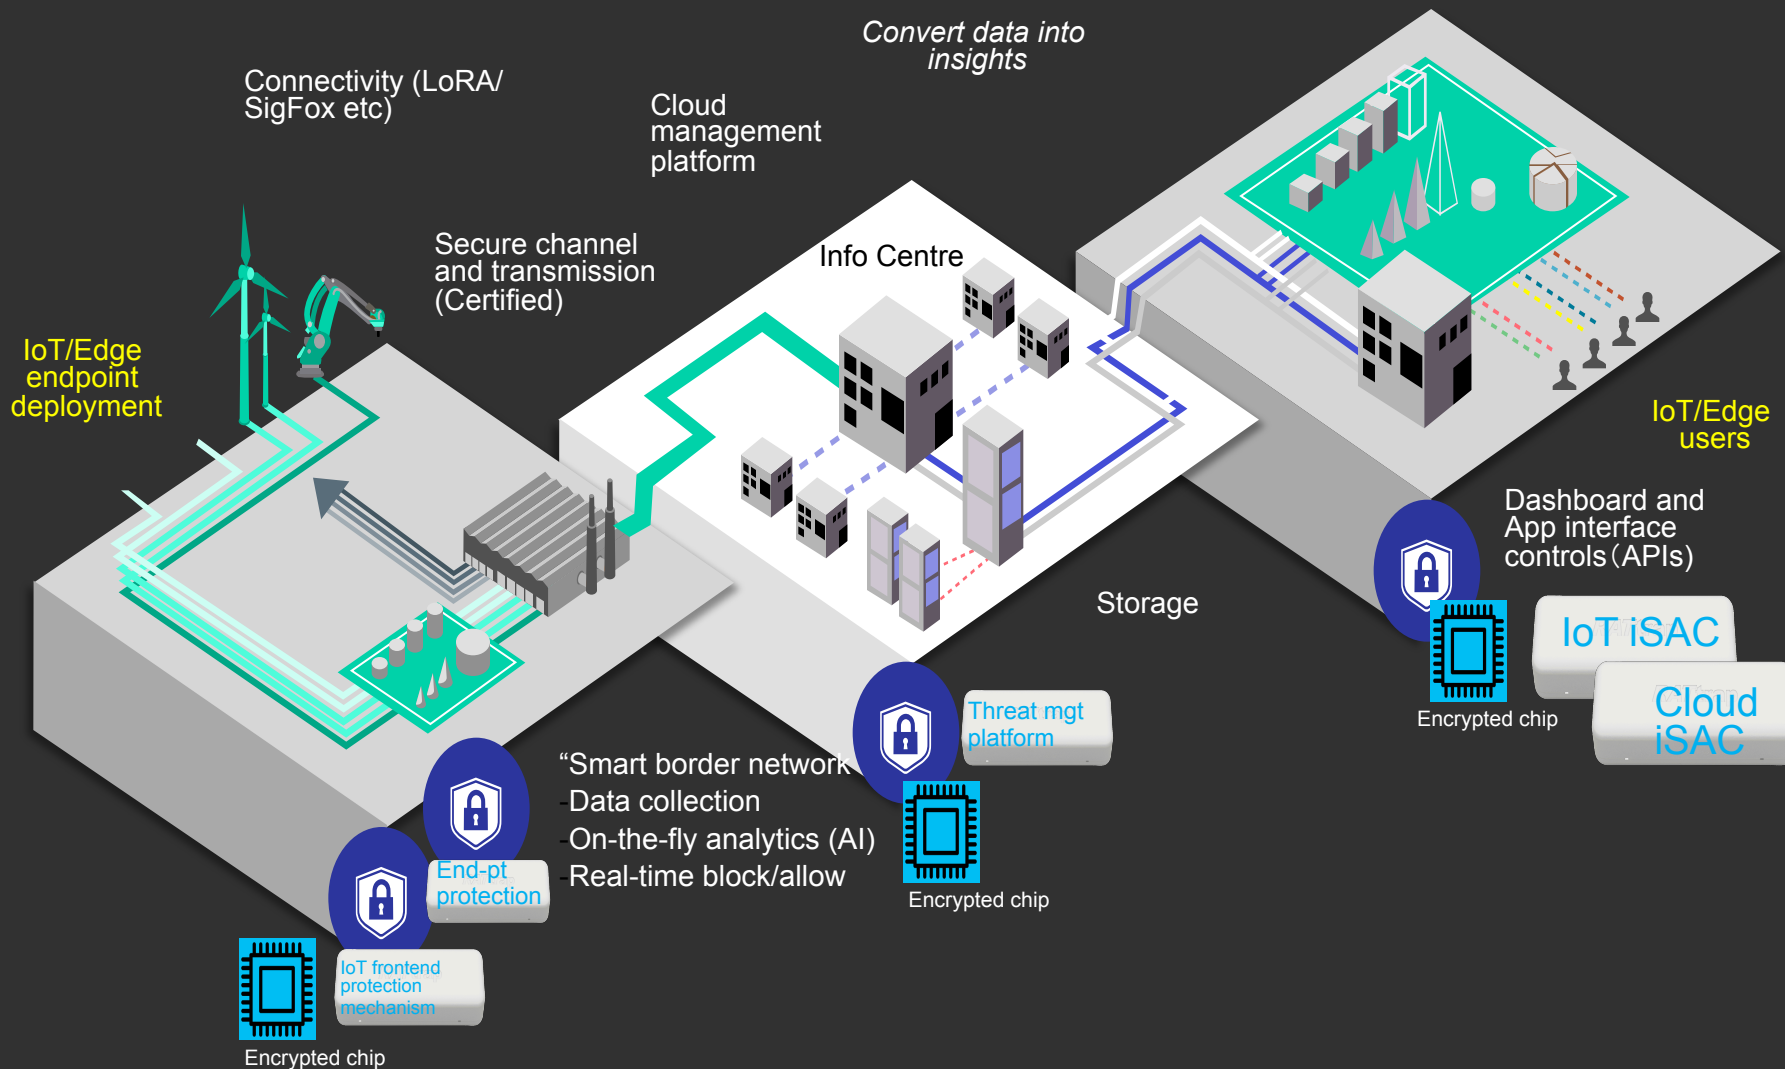 Convert data into
insights
Connectivity (LoRA/
SigFox etc)
Cloud
management
platform
Secure channel
and transmission
(Certified)
Info Centre
IoT/Edge
endpoint
deployment
IoT/Edge
users
Dashboard and
App interface
controls (APIs)
Storage
IoT iSAC
Cloud
iSAC
Encrypted chip
Threat mgt
platform
Encrypted chip
“Smart border network
-Data collection
-On-the-fly analytics (AI)
-Real-time block/allow
End-pt
protection
IoT frontend
protection
mechanism
Encrypted chip